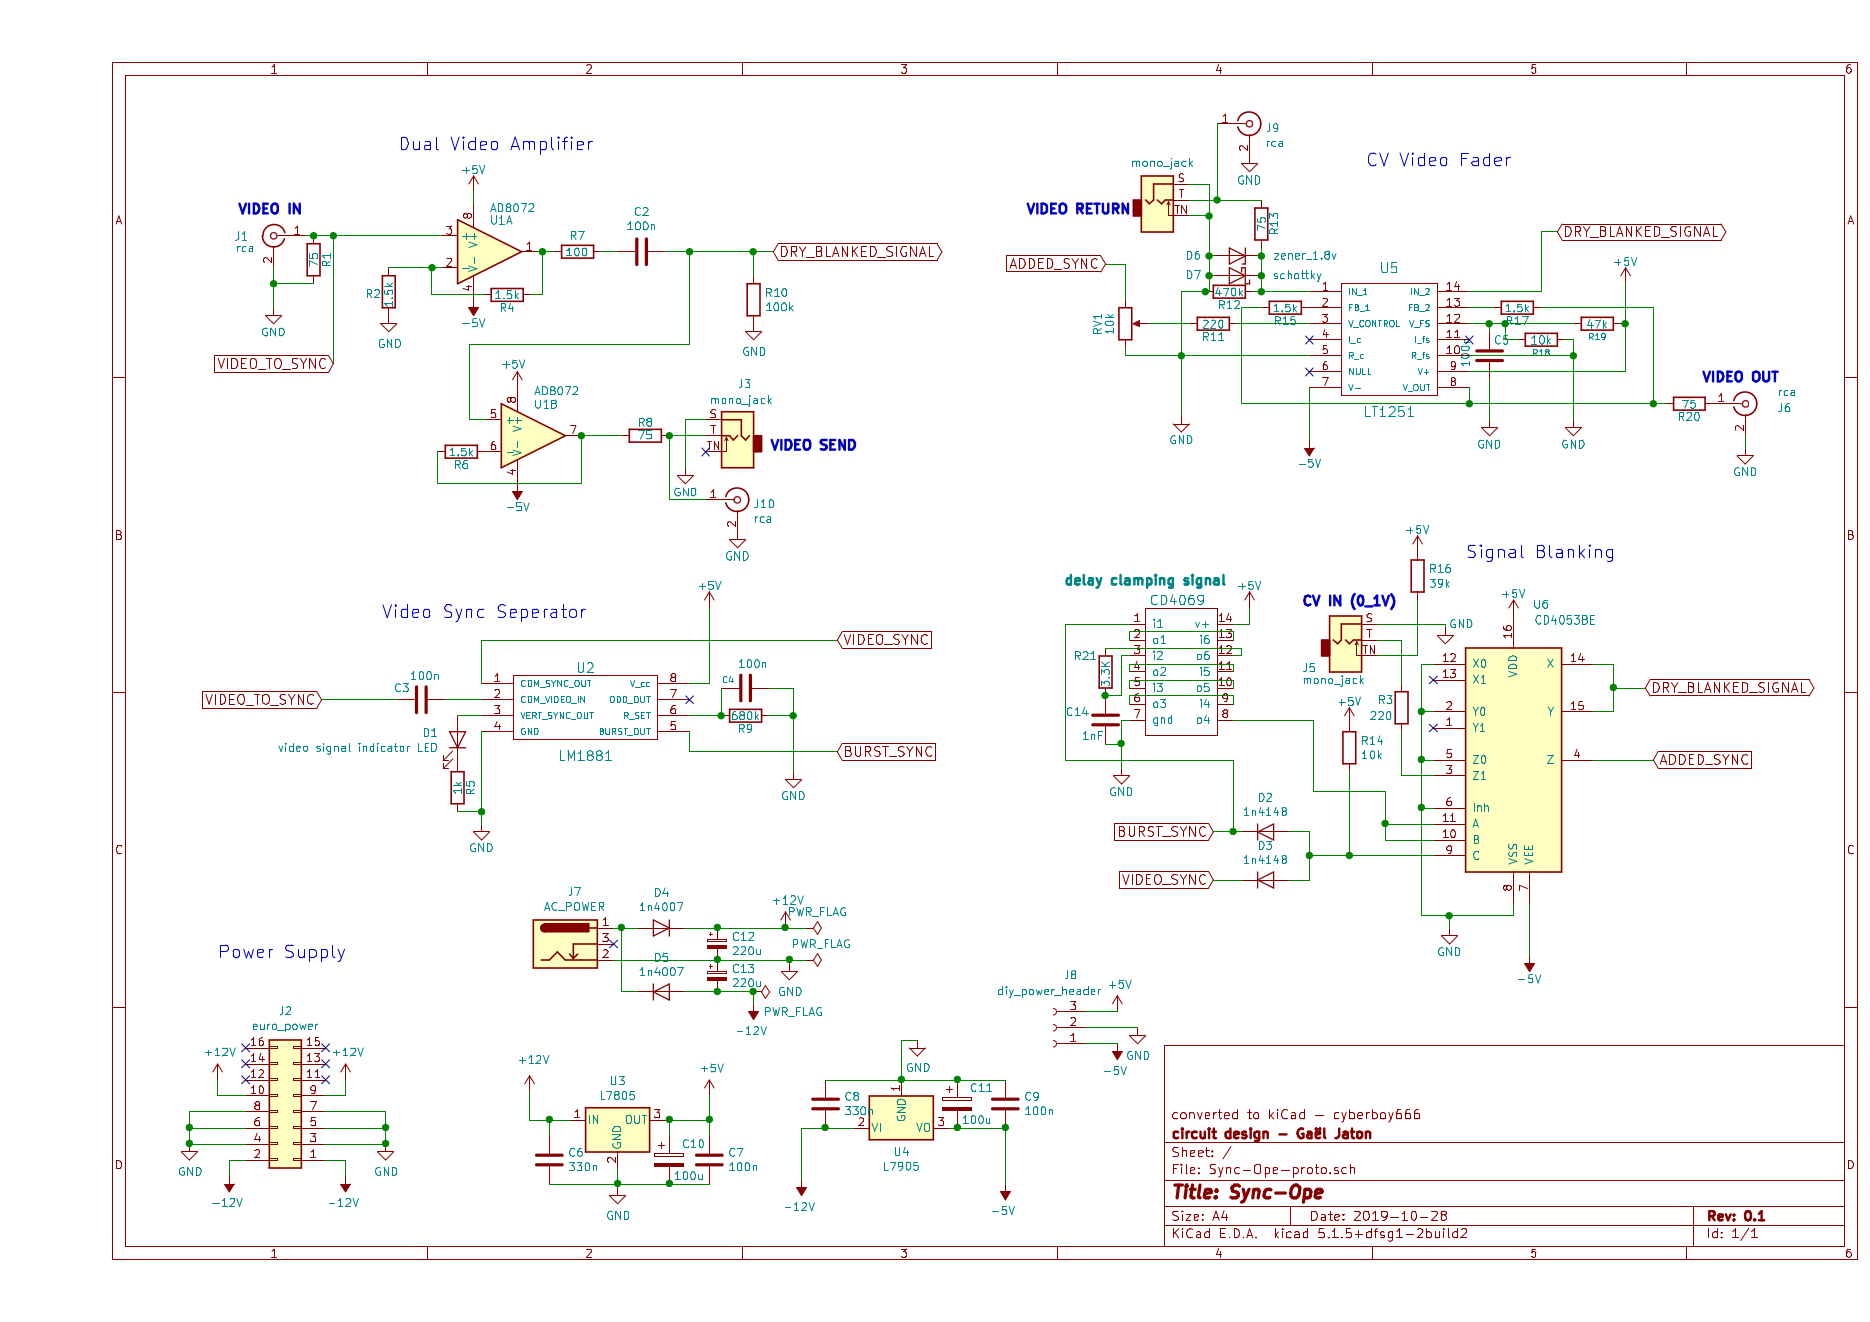 1 2 3 4 5 6
A
B
C
D
Dual Video Amplifier
+5V
AD8072
U1A
VIDEO IN
J1
rca
1
2
75
R1
GND
VIDEO_TO_SYNC
R2
1.5k
GND
3
2
8
4
1
V+
V-
-5V
1.5k
R4
R7
100
C2
100n
DRY_BLANKED_SIGNAL
R10
100k
GND
+5V
AD8072
U1B
5
6
8
4
7
V+
V-
-5V
1.5k
R6
R8
75
J3
mono_jack
S
T
TN
VIDEO SEND
GND
1
2
J10
rca
GND
CV Video Fader
J9
rca
1
2
GND
mono_jack
S
T
TN
VIDEO RETURN
75
R13
D6
zener_1.8v
D7
schottky
470k
R12
ADDED_SYNC
RV1
10k
220
R11
1.5k
R15
GND
U5
LT1251
1 IN_1
2 FB_1
3 V_CONTROL
4 I_c
5 R_c
6 NULL
7 V-
IN_2 14
FB_2 13
V_FS 12
I_fs 11
R_fs 10
V+ 9
V_OUT 8
-5V
DRY_BLANKED_SIGNAL
+5V
1.5k
R17
47k
R19
10k
R18
C5
100n
GND
GND
VIDEO OUT
75
R20
1
2
rca
J6
GND
Video Sync Seperator
+5V
VIDEO_SYNC
VIDEO_TO_SYNC
100n
C3
U2
LM1881
1 COM_SYNC_OUT
2 COM_VIDEO_IN
3 VERT_SYNC_OUT
4 GND
V_cc 8
ODD_OUT 7
R_SET 6
BURST_OUT 5
100n
C4
680k
R9
BURST_SYNC
GND
D1
video signal indicator LED
1k
R5
GND
delay clamping signal
CD4069
+5V
1 i1
2 o1
3 i2
4 o2
5 i3
6 o3
7 gnd
v+ 14
i6 13
o6 12
i5 11
o5 10
i4 9
o4 8
R21
3.3K
C14
1nF
GND
BURST_SYNC
D2
1n4148
D3
1n4148
VIDEO_SYNC
Signal Blanking
+5V
R16
39k
CV IN (0_1V)
J5
mono_jack
S
T
TN
GND
R3
220
+5V
R14
10k
+5V
U6
CD4053BE
16
VDD
12 X0
13 X1
2 Y0
1 Y1
5 Z0
3 Z1
6 Inh
11 A
10 B
9 C
X 14
Y 15
Z 4
VSS
VEE
8
7
DRY_BLANKED_SIGNAL
ADDED_SYNC
GND
-5V
Power Supply
J7
AC_POWER
1
3
2
D4
1n4007
D5
1n4007
C12
220u
C13
220u
+12V
PWR_FLAG
PWR_FLAG
GND
PWR_FLAG
-12V
J2
euro_power
+12V
16
14
12
10
8
6
4
2
15
13
11
9
7
5
3
1
+12V
GND
GND
-12V
-12V
+12V
U3
L7805
1 IN
OUT 3
GND
2
C6
330n
C10
100u
C7
100n
+5V
GND
GND
1
GND
C8
330n
2 VI
VO 3
U4
L7905
C11
100u
C9
100n
-12V
-5V
J8
diy_power_header
3
2
1
+5V
GND
-5V
converted to kiCad - cyberboy666
circuit design - Gaël Jaton
Sheet: /
File: Sync-Ope-proto.sch
Title: Sync-Ope
Size: A4 Date: 2019-10-28 Rev: 0.1
KiCad E.D.A. kicad 5.1.5+dfsg1-2build2 Id: 1/1
A
B
C
D
1 2 3 4 5 6